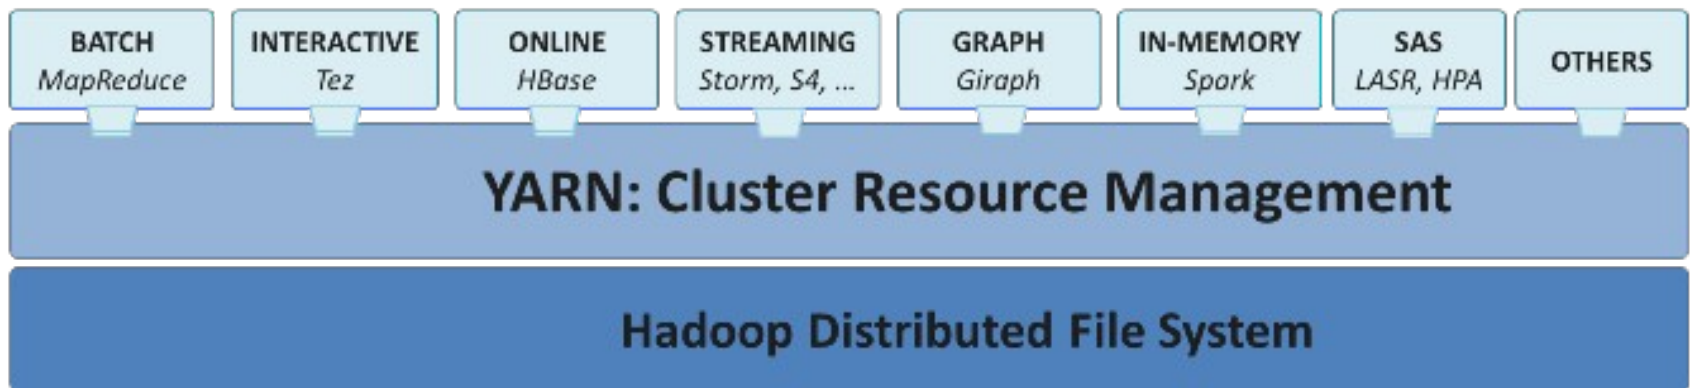 BATCH
MapReduce
INTERACTIVE
Tez
ONLINE
HBase
STREAMING
Storm, S4, ...
GRAPH
Giraph
IN-MEMORY
Spark
SAS
LASR, HPA
OTHERS
YARN: Cluster Resource Management
Hadoop Distributed File System